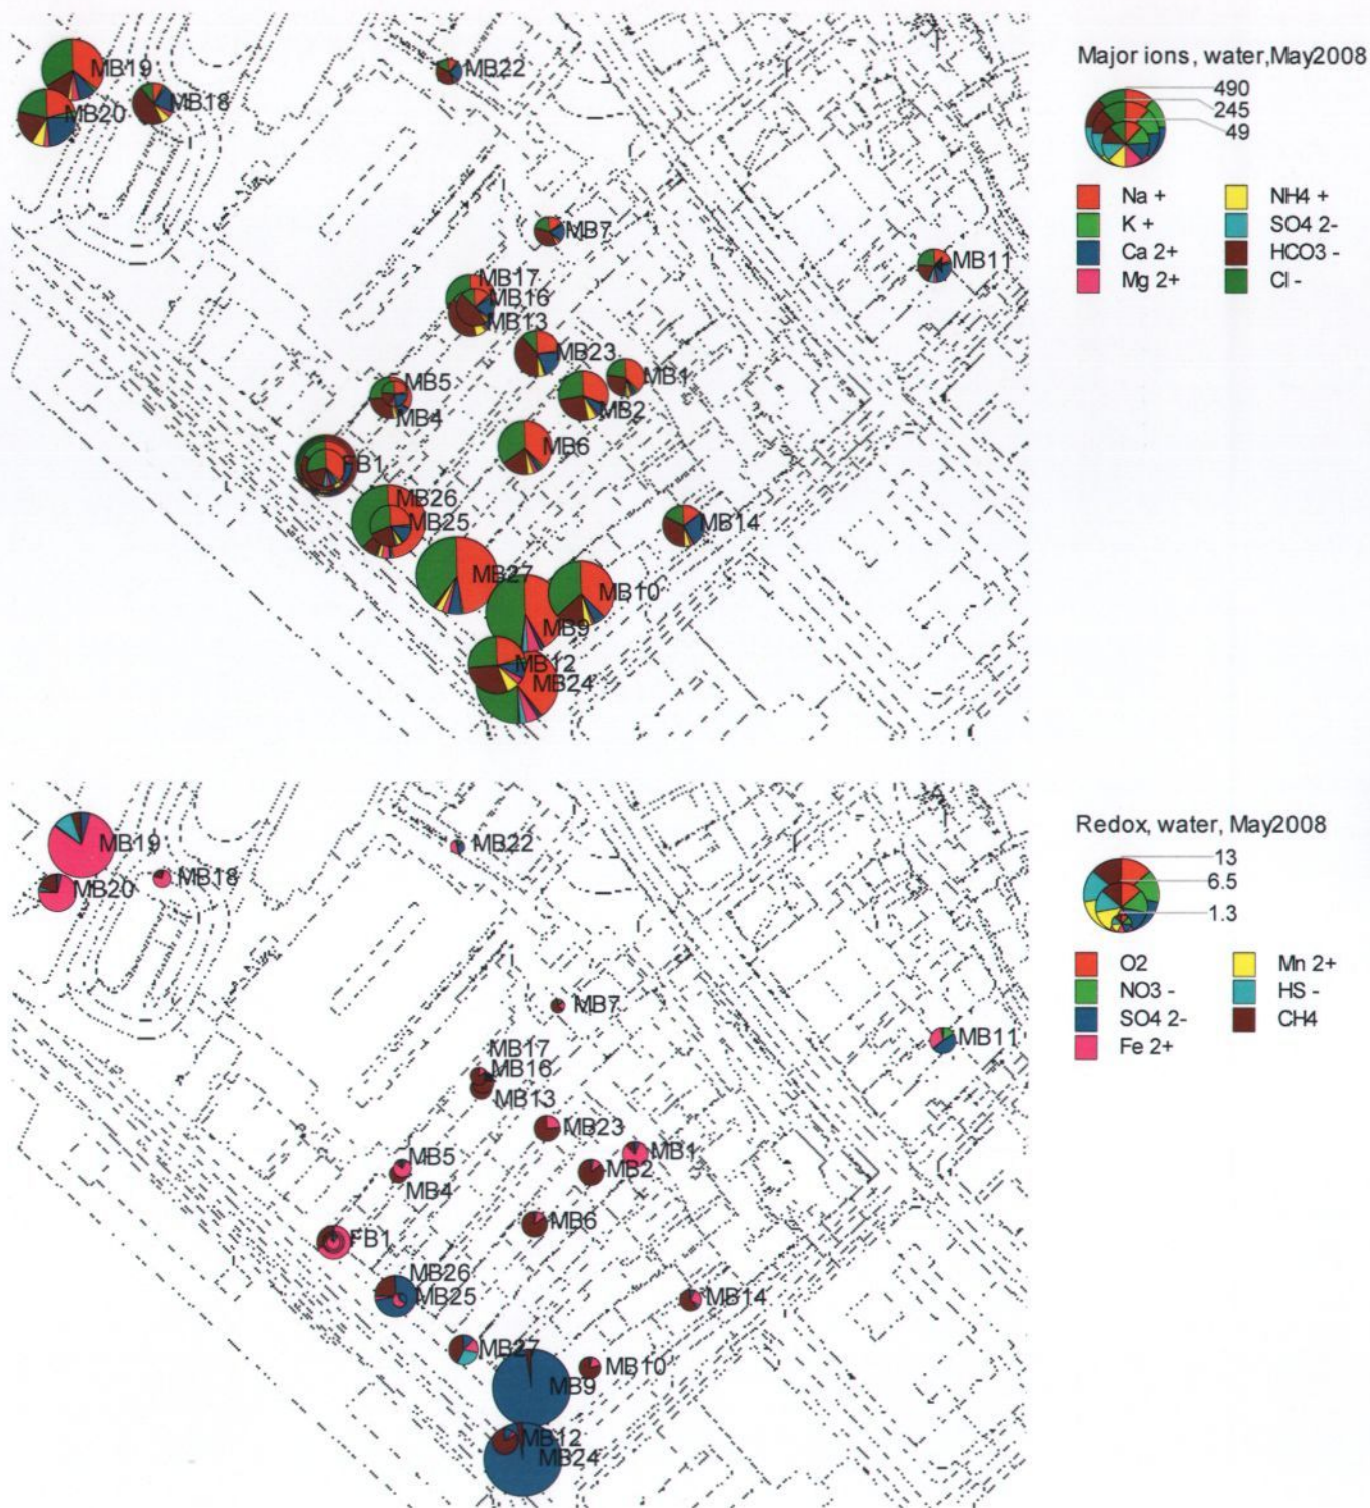 Major ions, water,May2008
490
245
49
Na +
NH4 +
K +
SO4 2-
Ca 2+
HCO3 -
Mg 2+
Cl -
MB19
MB22
MB18
MB20
MB7
MB11
MB17
MB16
MB13
MB23
MB1
MB5
MB2
MB4
MB6
FB1
MB26
MB25
MB14
MB27
MB10
MB9
MB12
MB24
Redox, water, May2008
13
6.5
1.3
O2
Mn 2+
NO3 -
HS -
SO4 2-
CH4
Fe 2+
MB19
MB22
MB18
MB20
MB7
MB11
MB17
MB16
MB13
MB23
MB1
MB5
MB2
MB4
MB6
FB1
MB26
MB25
MB14
MB27
MB10
MB9
MB12
MB24